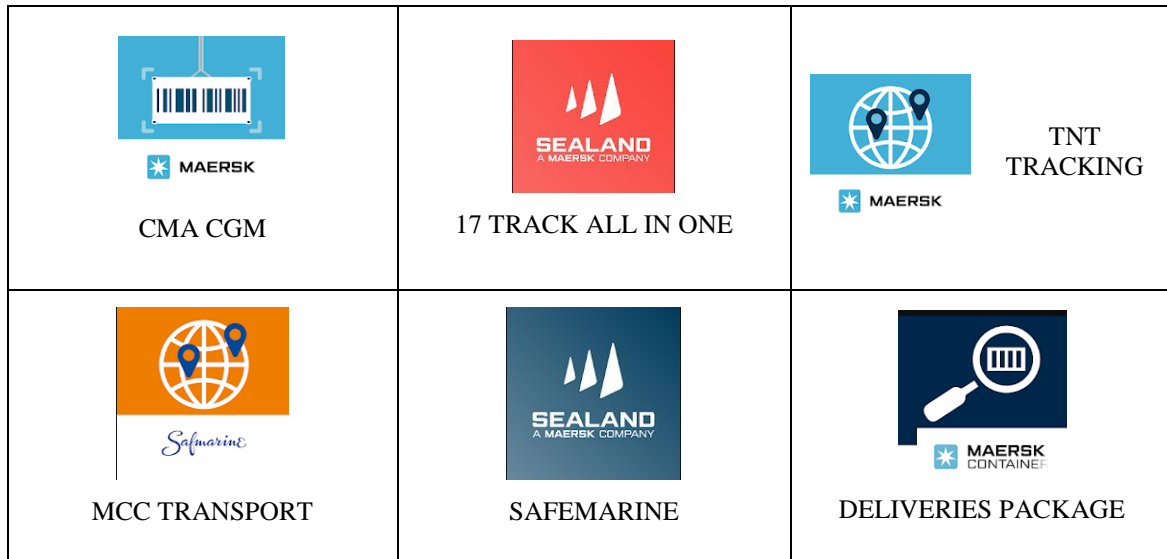 MAERSK
CMA CGM
SEALAND
A MAERSK COMPANY
17 TRACK ALL IN ONE
MAERSK
TNT
TRACKING
Safmarine
MCC TRANSPORT
SEALAND
A MAERSK COMPANY
SAFEMARINE
MAERSK
CONTAINER
DELIVERIES PACKAGE